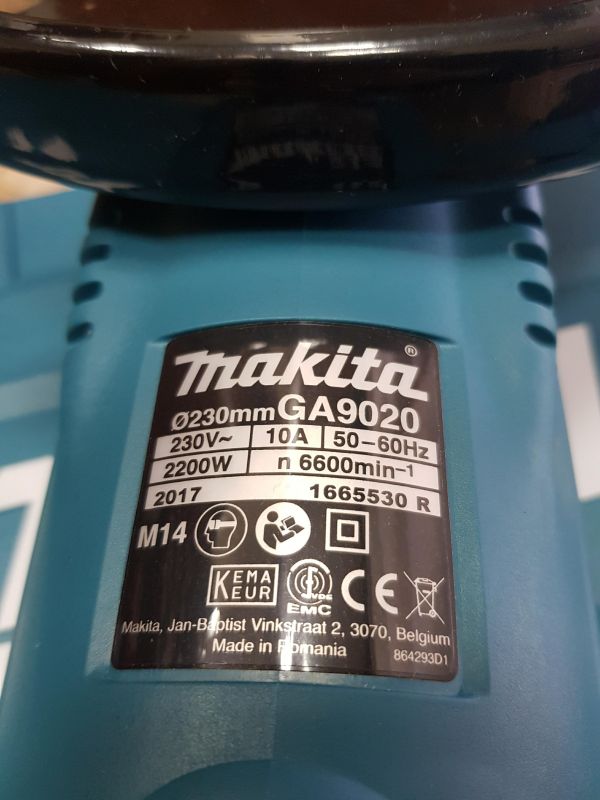 makita®
ø230mm GA9020
230V~ 10A 50-60Hz
2200W n 6600min⁻¹
2017 1665530 R
M14
KEMA
KEUR
VDE
EMC
CE
Makita, Jan-Baptist Vinkstraat 2, 3070, Belgium
Made in Romania
864293D1